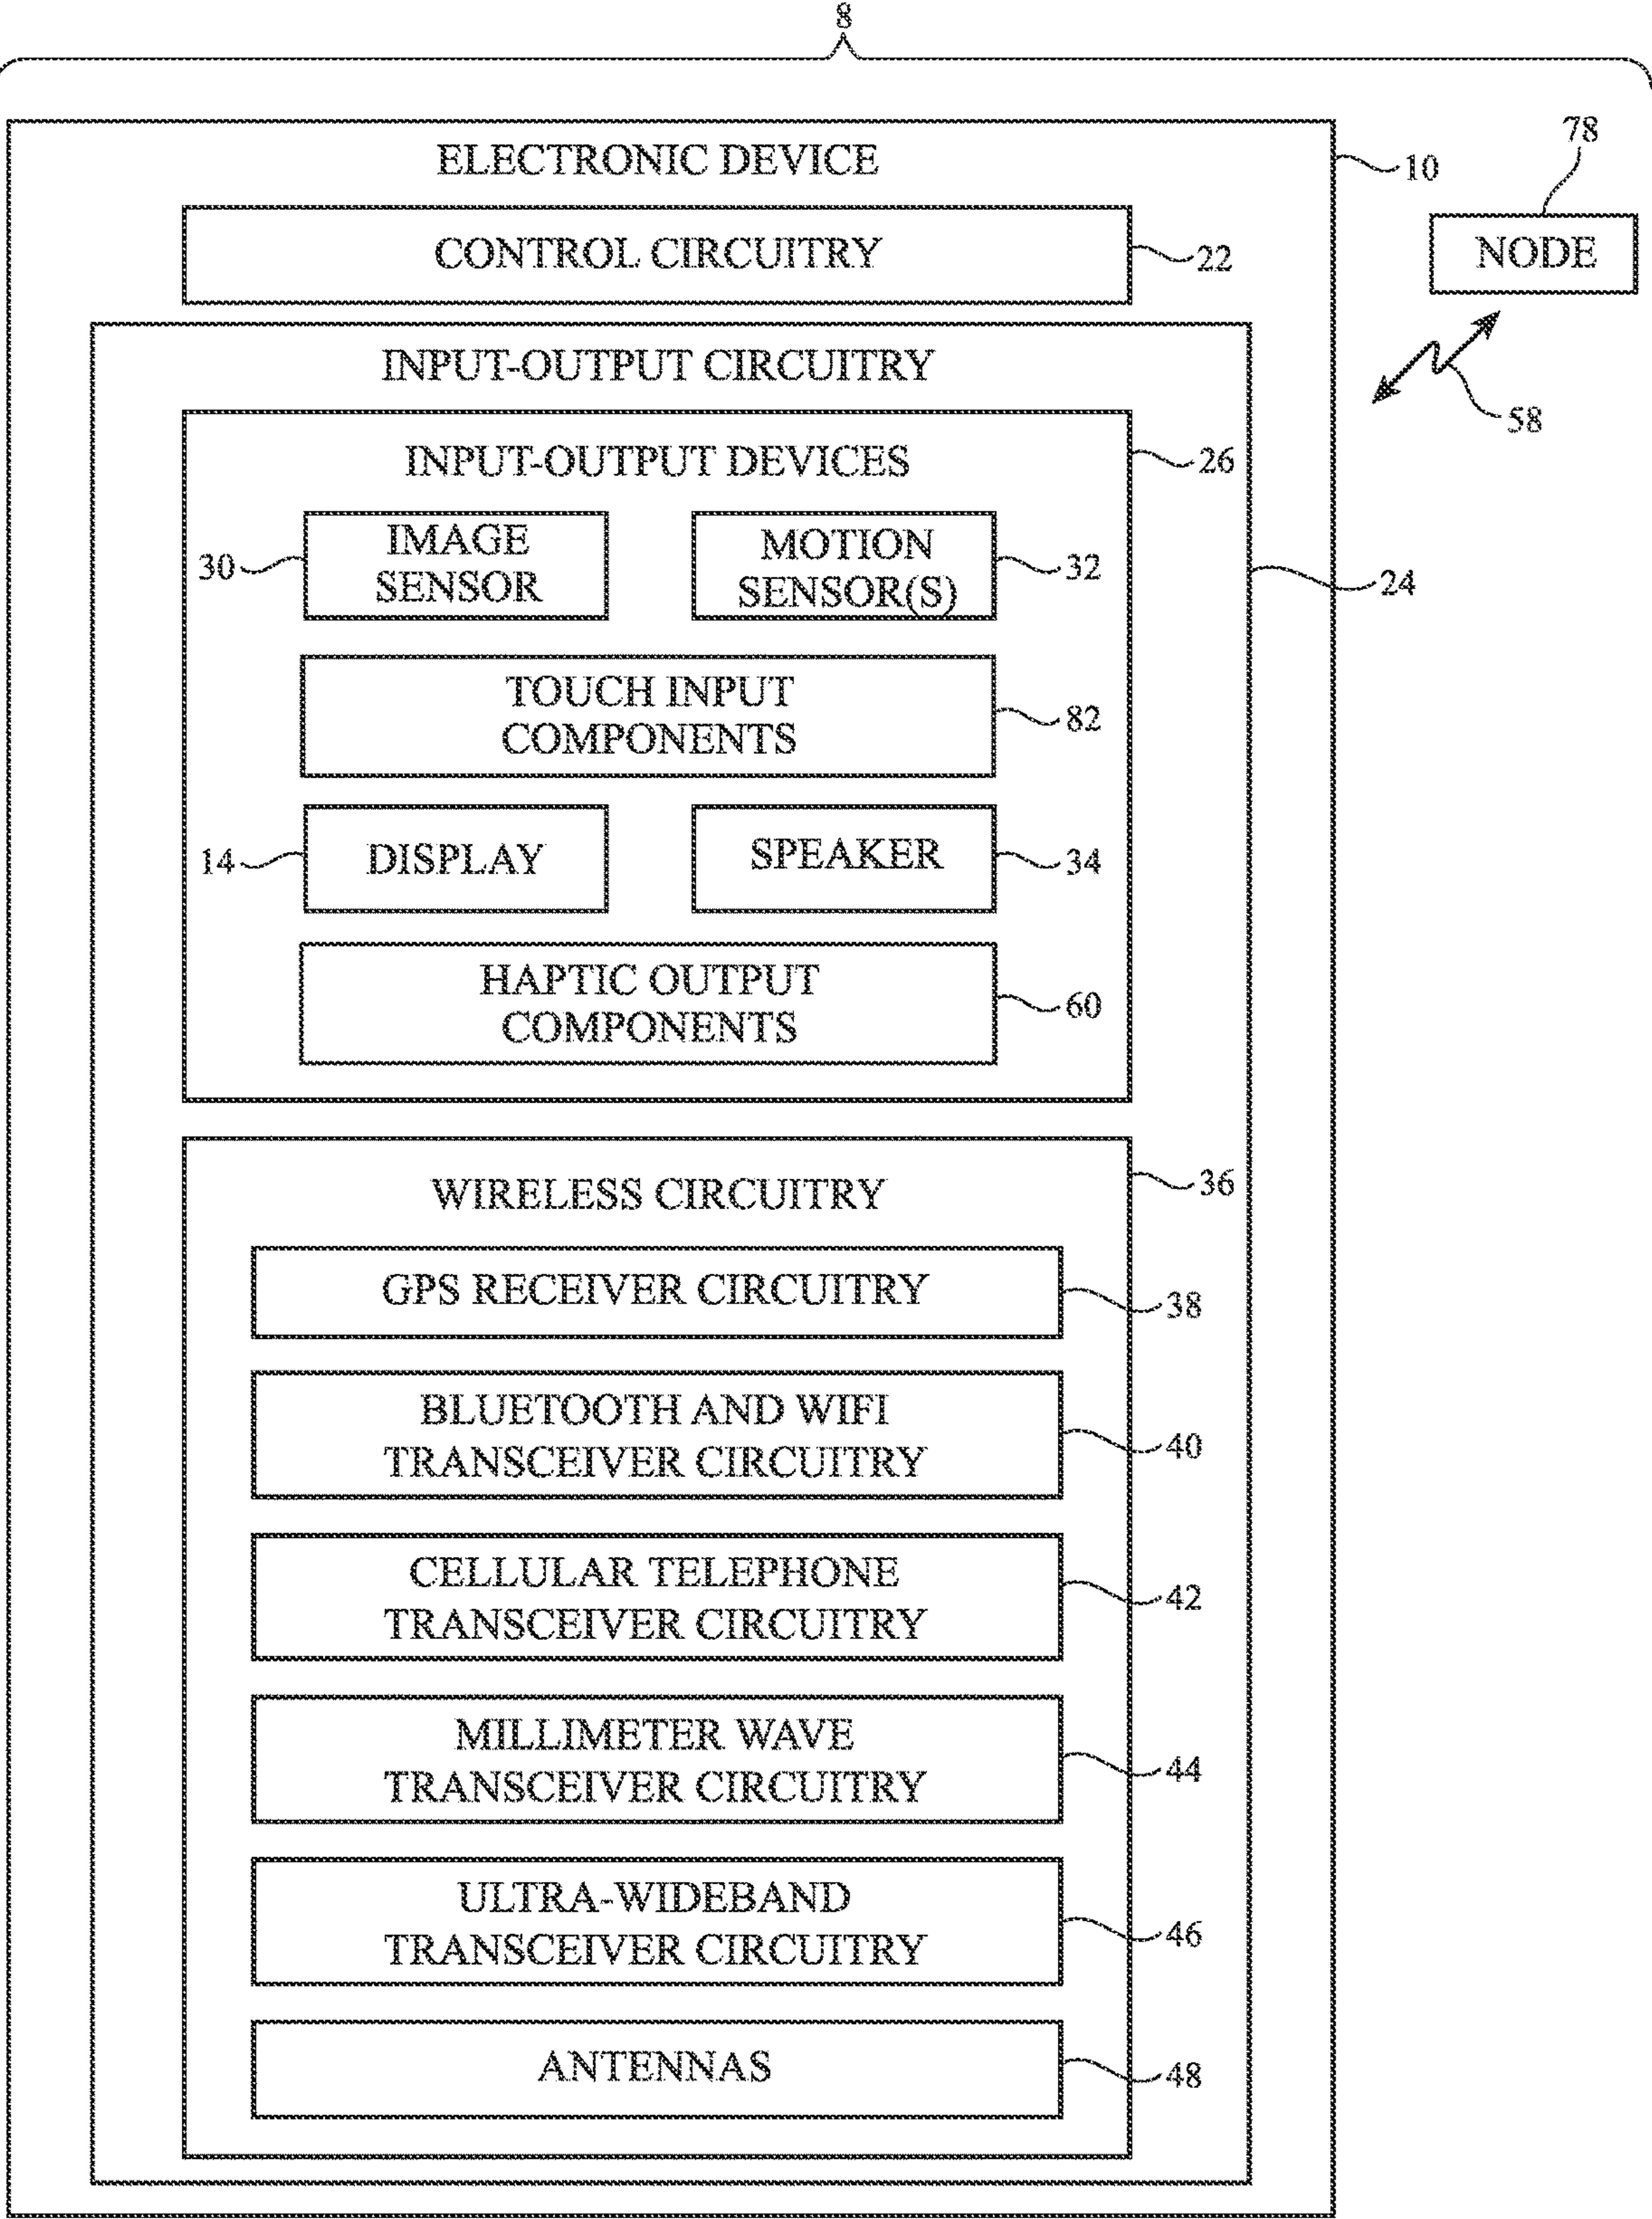 8
ELECTRONIC DEVICE
10
78
CONTROL CIRCUITRY
22
NODE
INPUT-OUTPUT CIRCUITRY
58
INPUT-OUTPUT DEVICES
26
30
IMAGE
SENSOR
MOTION
SENSOR(S)
32
24
TOUCH INPUT
COMPONENTS
82
14
DISPLAY
SPEAKER
34
HAPTIC OUTPUT
COMPONENTS
60
WIRELESS CIRCUITRY
36
GPS RECEIVER CIRCUITRY
38
BLUETOOTH AND WIFI
TRANSCEIVER CIRCUITRY
40
CELLULAR TELEPHONE
TRANSCEIVER CIRCUITRY
42
MILLIMETER WAVE
TRANSCEIVER CIRCUITRY
44
ULTRA-WIDEBAND
TRANSCEIVER CIRCUITRY
46
ANTENNAS
48